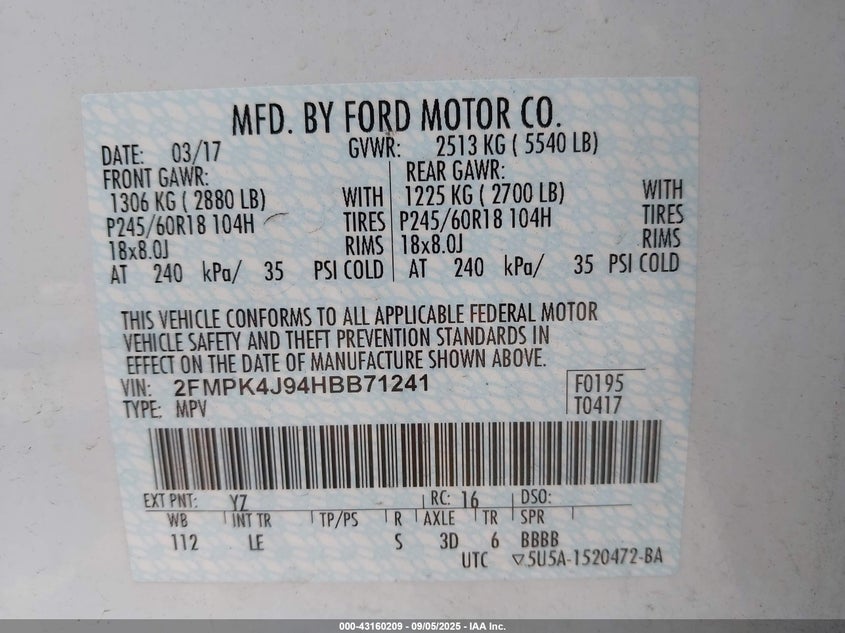 MFD. BY FORD MOTOR CO.
DATE: 03/17 GVWR: 2513 KG ( 5540 LB)
FRONT GAWR: REAR GAWR:
1306 KG ( 2880 LB) WITH 1225 KG ( 2700 LB) WITH
P245/60R18 104H TIRES P245/60R18 104H TIRES
18x8.0J RIMS 18x8.0J RIMS
AT 240 kPa/ 35 PSI COLD AT 240 kPa/ 35 PSI COLD
THIS VEHICLE CONFORMS TO ALL APPLICABLE FEDERAL MOTOR
VEHICLE SAFETY AND THEFT PREVENTION STANDARDS IN
EFFECT ON THE DATE OF MANUFACTURE SHOWN ABOVE.
VIN: 2FMPK4J94HBB71241 F0195
TYPE: MPV T0417
EXT PNT: YZ RC: 16 DSO:
WB INT TR TP/PS R AXLE TR SPR
112 LE S 3D 6 BBBB
UTC ▽5U5A-1520472-BA
000-43160209 - 09/05/2025 - IAA Inc.